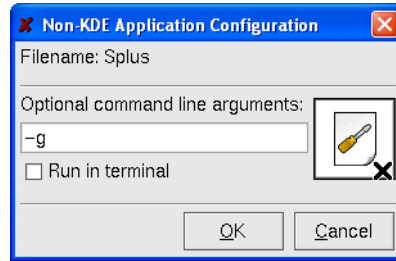 Non-KDE Application Configuration
Filename: Splus
Optional command line arguments:
-g
Run in terminal
OK Cancel